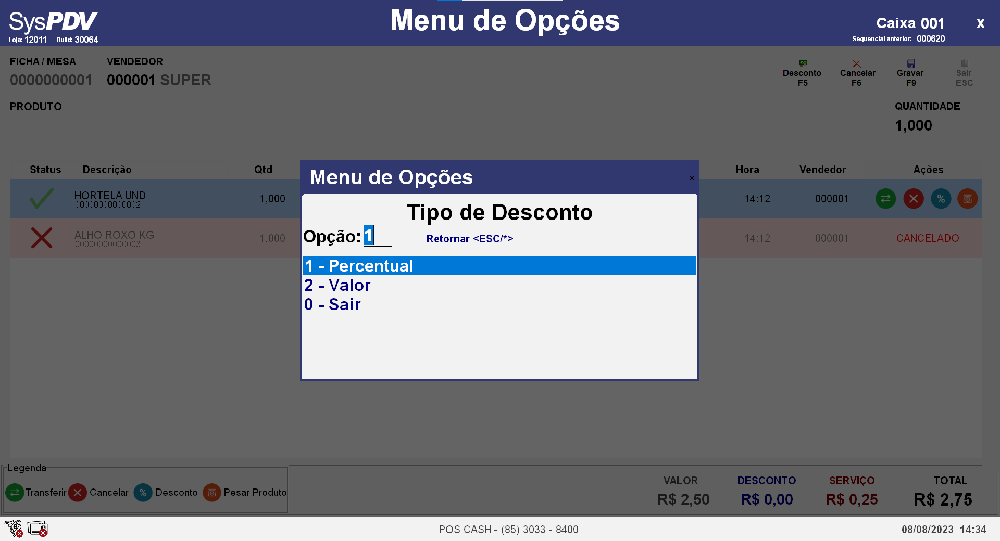 SysPDV
Loja: 12011 Build: 30064
Menu de Opções
Caixa 001
X
Sequencial anterior: 000620
FICHA / MESA
VENDEDOR
0000000001
000001 SUPER
Desconto
F5
Cancelar
F6
Gravar
F9
Sair
ESC
PRODUTO
QUANTIDADE
1,000
Status Descrição Qtd Hora Vendedor Ações
HORTELA UND
00000000000002
1,000 14:12 000001 %
ALHO ROXO KG
00000000000003
1,000 14:12 000001 CANCELADO
Menu de Opções
×
Tipo de Desconto
Opção: 1
Retornar <ESC/*>
1 - Percentual
2 - Valor
0 - Sair
Legenda
Transferir Cancelar % Desconto Pesar Produto
VALOR DESCONTO SERVIÇO TOTAL
R$ 2,50 R$ 0,00 R$ 0,25 R$ 2,75
NFC
POS CASH - (85) 3033 - 8400
08/08/2023 14:34